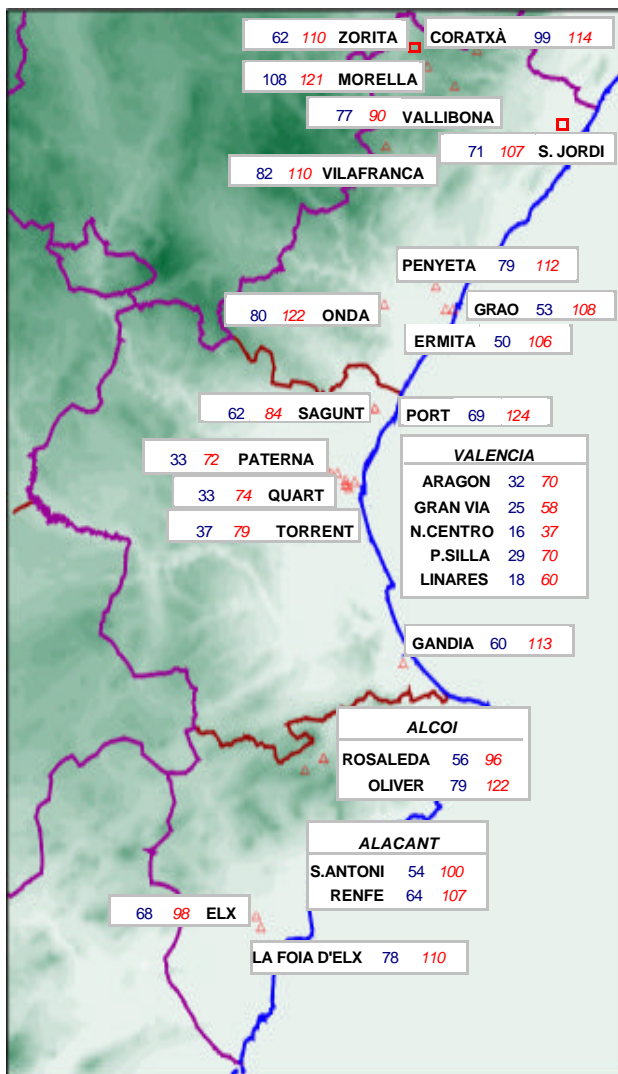 62 110 ZORITA
CORATXÀ 99 114
108 121 MORELLA
77 90 VALLIBONA
71 107 S. JORDI
82 110 VILAFRANCA
PENYETA 79 112
80 122 ONDA
GRAO 53 108
ERMITA 50 106
62 84 SAGUNT
PORT 69 124
VALENCIA
ARAGON 32 70
GRAN VIA 25 58
N.CENTRO 16 37
P.SILLA 29 70
LINARES 18 60
33 72 PATERNA
33 74 QUART
37 79 TORRENT
GANDIA 60 113
ALCOI
ROSALEDA 56 96
OLIVER 79 122
ALACANT
S.ANTONI 54 100
RENFE 64 107
68 98 ELX
LA FOIA D'ELX 78 110